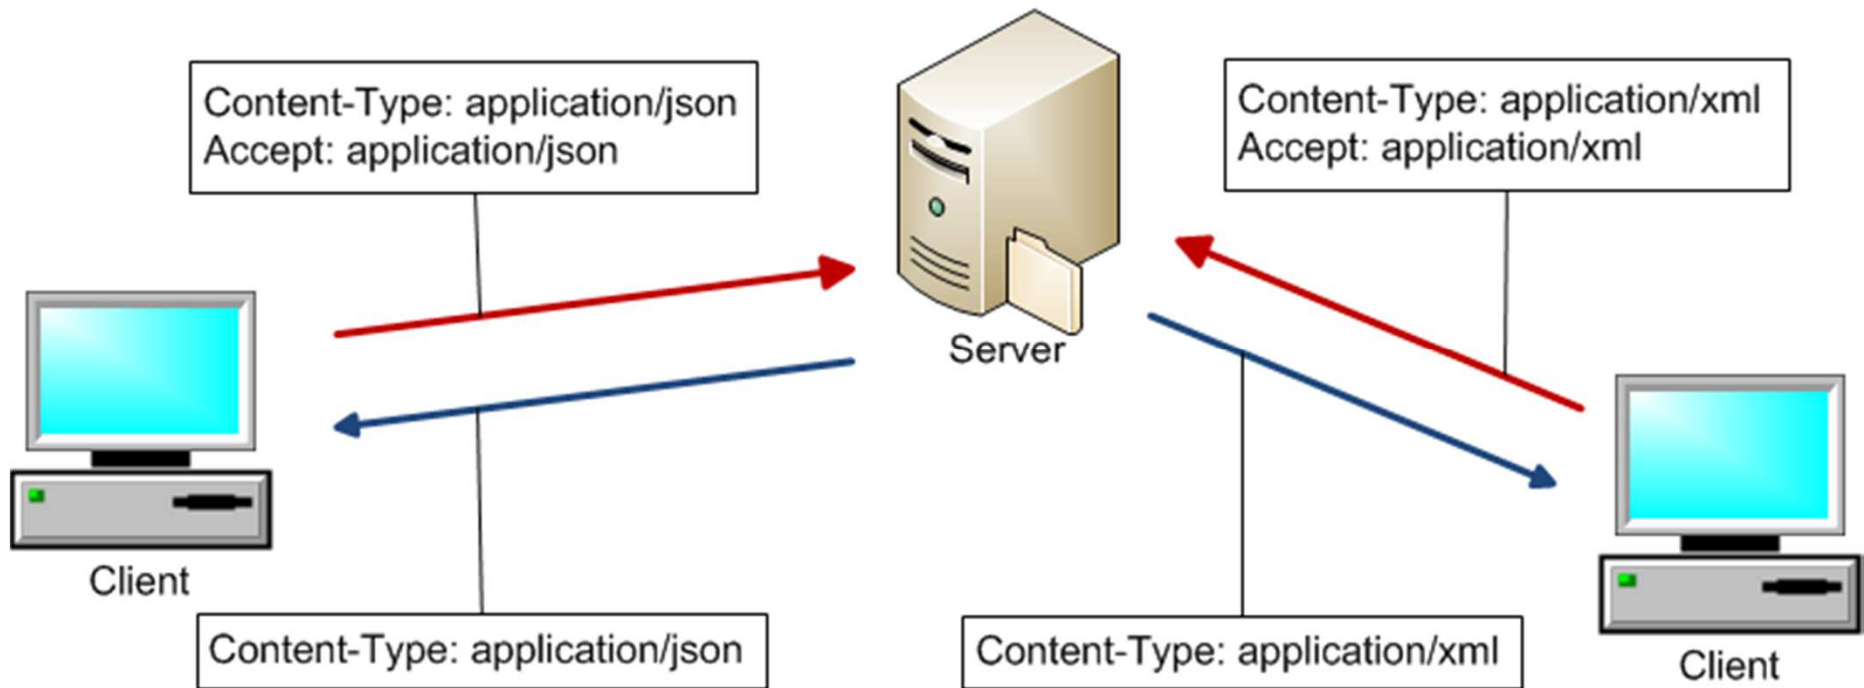 Content-Type: application/json
Accept: application/json
Content-Type: application/xml
Accept: application/xml
Server
Client
Content-Type: application/json
Content-Type: application/xml
Client